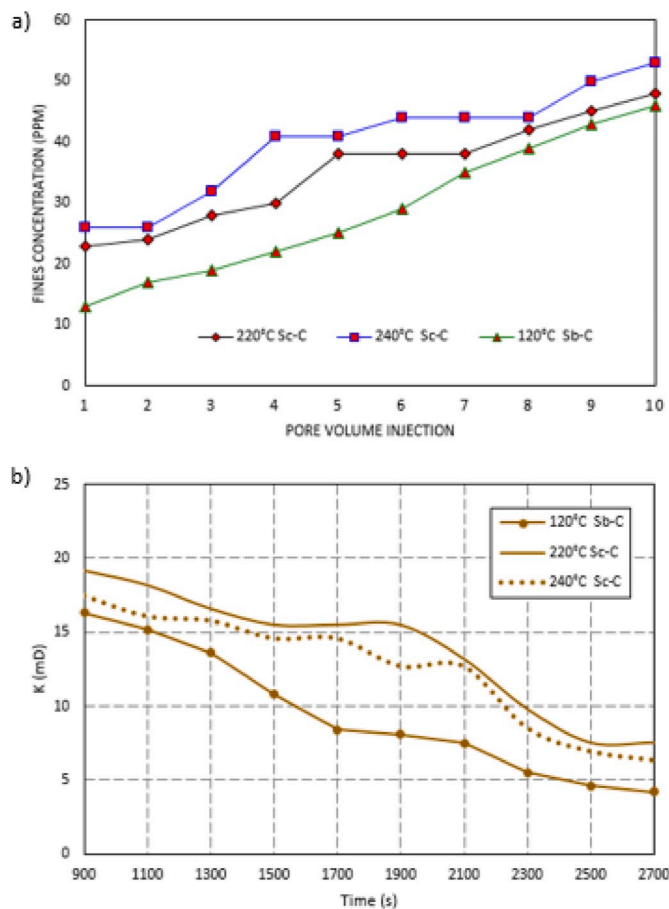 a)
60
50
40
30
20
10
0
FINES CONCENTRATION (PPM)
220°C Sc-C 240°C Sc-C 120°C Sb-C
1 2 3 4 5 6 7 8 9 10
PORE VOLUME INJECTION
b)
25
20
15
10
5
0
K (mD)
120°C Sb-C
220°C Sc-C
240°C Sc-C
900 1100 1300 1500 1700 1900 2100 2300 2500 2700
Time (s)